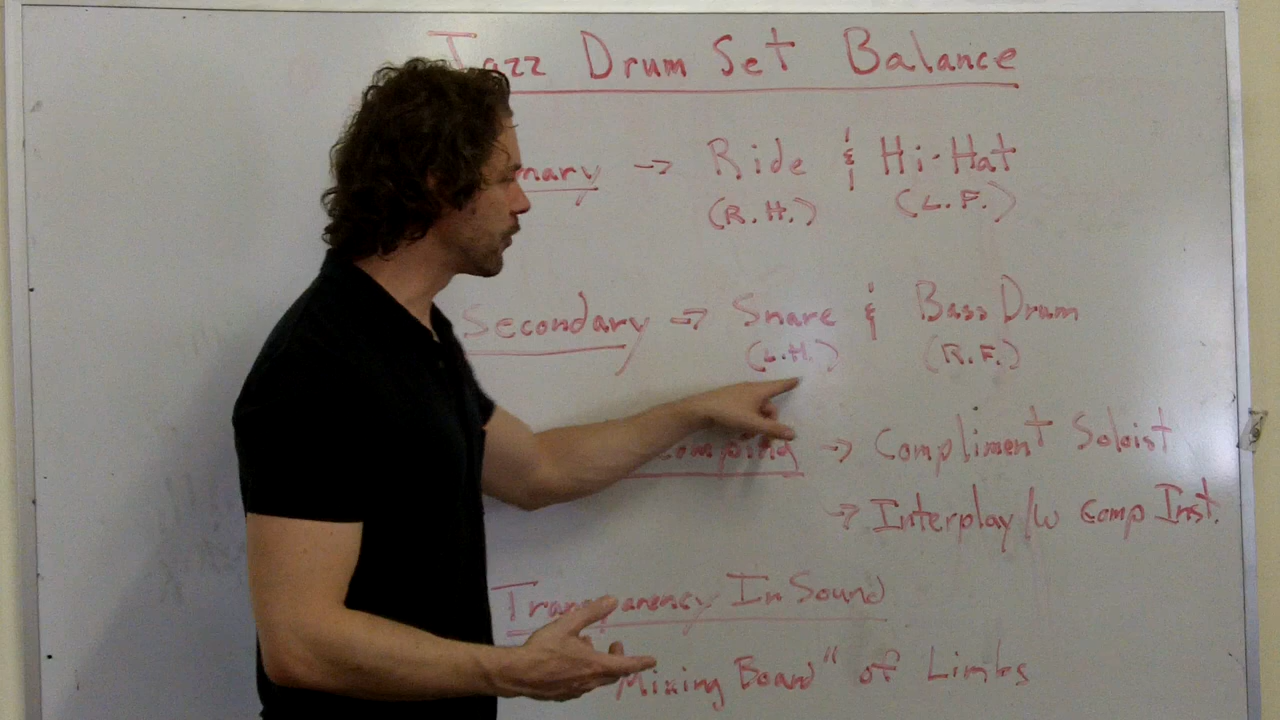 Jazz Drum Set Balance
mary -> Ride & Hi-Hat
(R.H.) (L.F.)
Secondary -> Snare & Bass Drum
(L.H.) (R.F.)
Comping -> Compliment Soloist
-> Interplay/w Comp Inst.
Transparency In Sound
"Mixing Board" of Limbs